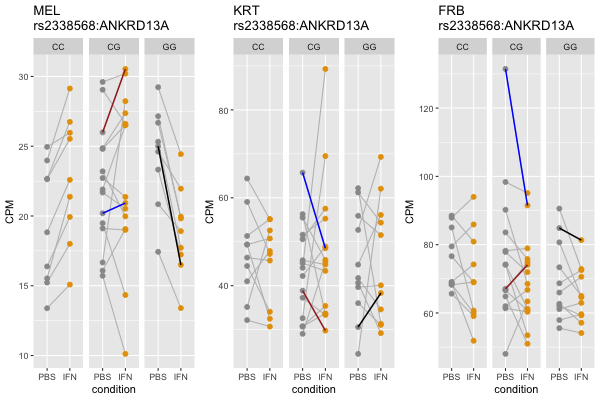 MEL
rs2338568:ANKRD13A
CC CG GG
30
25
20
15
10
CPM
PBS IFN PBS IFN PBS IFN
condition
KRT
rs2338568:ANKRD13A
CC CG GG
80
60
40
CPM
PBS IFN PBS IFN PBS IFN
condition
FRB
rs2338568:ANKRD13A
CC CG GG
120
100
80
60
CPM
PBS IFN PBS IFN PBS IFN
condition